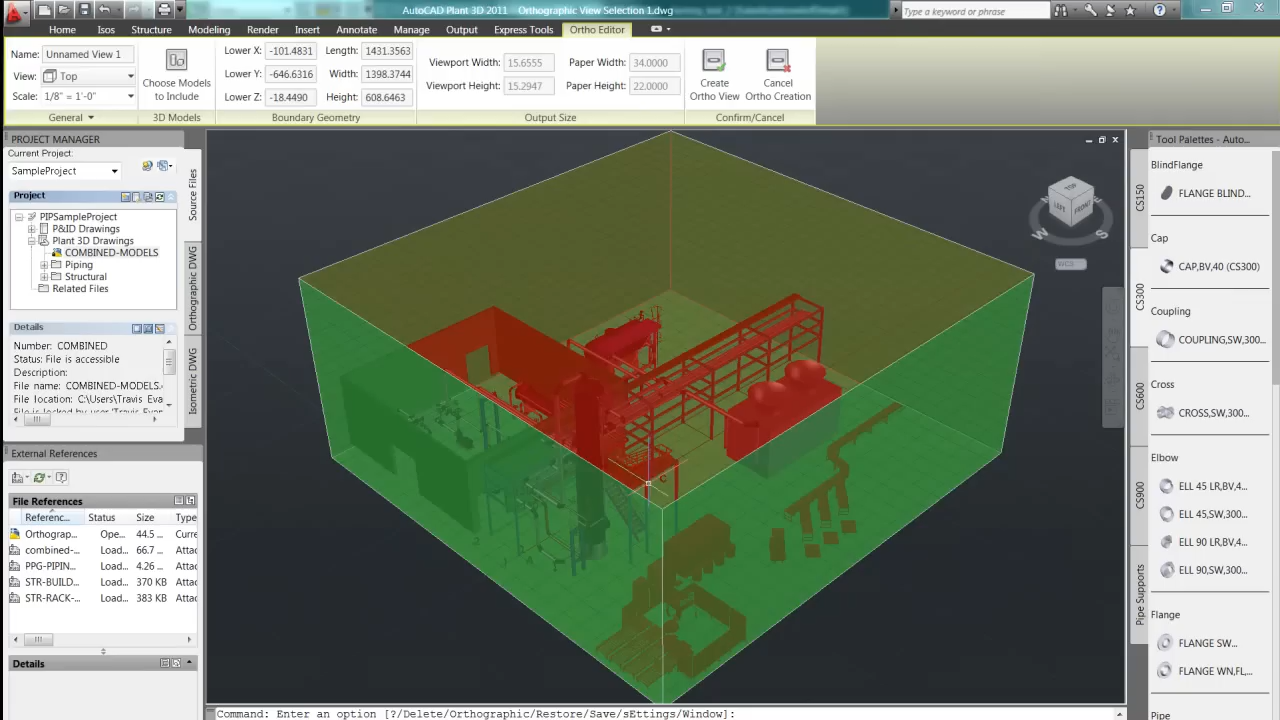 AutoCAD Plant 3D 2011 Orthographic View Selection 1.dwg
Type a keyword or phrase
Home Isos Structure Modeling Render Insert Annotate Manage Output Express Tools Ortho Editor
Name: Unnamed View 1
View: Top
Scale: 1/8" = 1'-0"
General
Choose Models
to Include
3D Models
Lower X: -101.4831 Length: 1431.3563
Lower Y: -646.6316 Width: 1398.3744
Lower Z: -18.4490 Height: 608.6463
Boundary Geometry
Viewport Width: 15.6555 Paper Width: 34.0000
Viewport Height: 15.2947 Paper Height: 22.0000
Output Size
Create
Ortho View
Cancel
Ortho Creation
Confirm/Cancel
PROJECT MANAGER
Current Project:
SampleProject
Project
PIPSampleProject
P&ID Drawings
Plant 3D Drawings
COMBINED-MODELS
Piping
Structural
Related Files
Details
Number: COMBINED
Status: File is accessible
Description:
File name: COMBINED-MODELS.
File location: C:\Users\Travis Evan
File is locked by 'Travis Evan
Source Files
Orthographic DWG
Isometric DWG
External References
File References
Referenc... Status Size Type
Orthograp... Ope... 44.5 ... Curre
combined-... Load... 66.7 ... Attac
PPG-PIPIN... Load... 4.26 ... Attac
STR-BUILD... Load... 370 KB Attac
STR-RACK-... Load... 383 KB Attac
Details
TOP
LEFT
FRONT
W
S
WCS
Tool Palettes - Auto...
CS150
CS300
CS600
CS900
Pipe Supports
BlindFlange
FLANGE BLIND...
Cap
CAP,BV,40 (CS300)
Coupling
COUPLING,SW,300...
Cross
CROSS,SW,300...
Elbow
ELL 45 LR,BV,4...
ELL 45,SW,300...
ELL 90 LR,BV,4...
ELL 90,SW,300...
Flange
FLANGE SW...
FLANGE WN,FL,...
Pipe
Command: Enter an option [?/Delete/Orthographic/Restore/Save/sEttings/Window]: